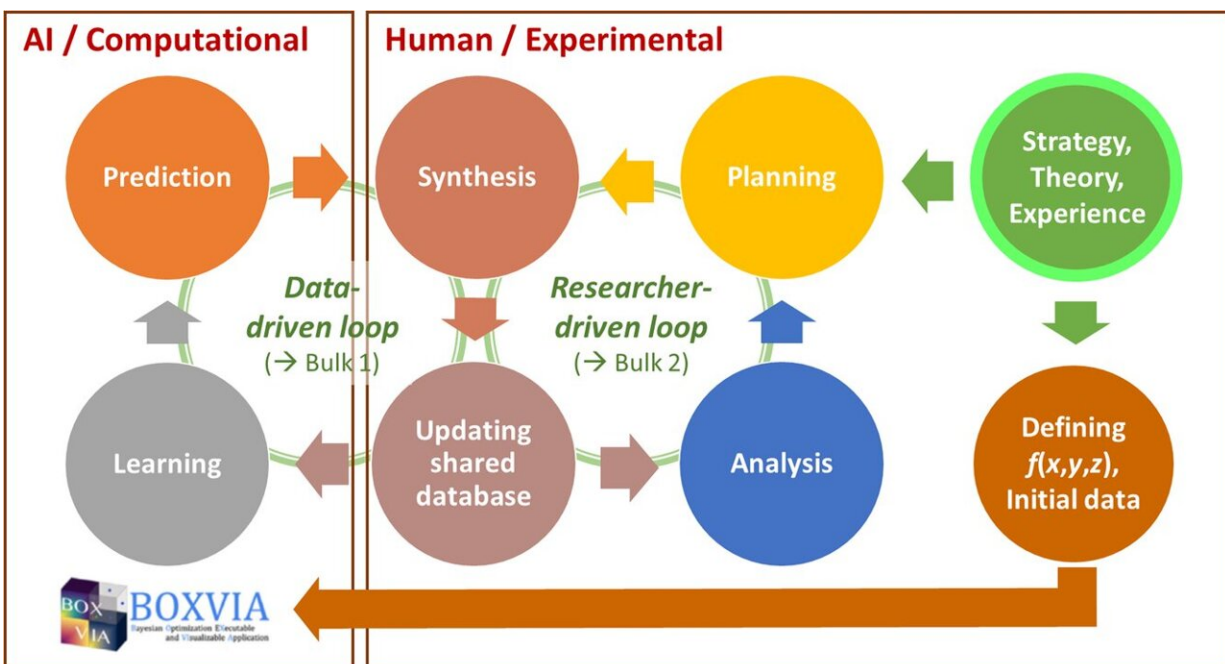 AI / Computational
Human / Experimental
Prediction
Synthesis
Planning
Strategy,
Theory,
Experience
Data-
driven loop
(→ Bulk 1)
Researcher-
driven loop
(→ Bulk 2)
Learning
Updating
shared
database
Analysis
Defining
f(x,y,z),
Initial data
BOX
VIA
BOXVIA
Bayesian Optimization EXecutable
and VIsualizable Application